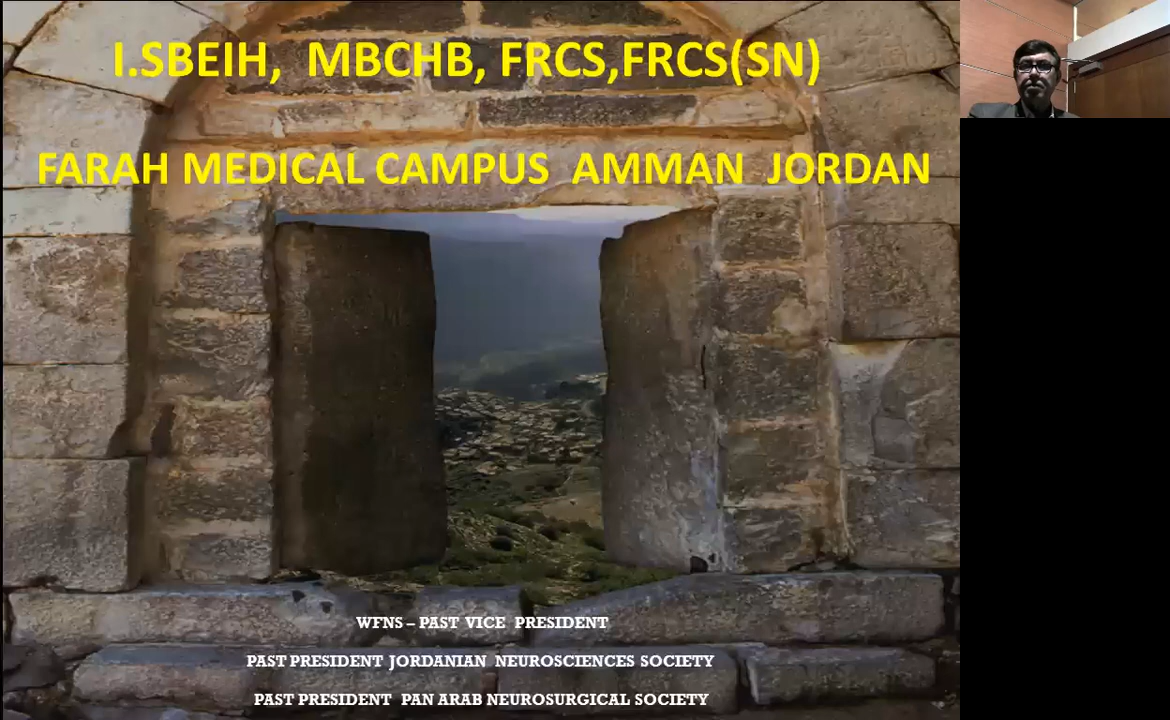 I.SBEIH, MBCHB, FRCS,FRCS(SN)
FARAH MEDICAL CAMPUS AMMAN JORDAN
WFNS – PAST VICE PRESIDENT
PAST PRESIDENT JORDANIAN NEUROSCIENCES SOCIETY
PAST PRESIDENT PAN ARAB NEUROSURGICAL SOCIETY